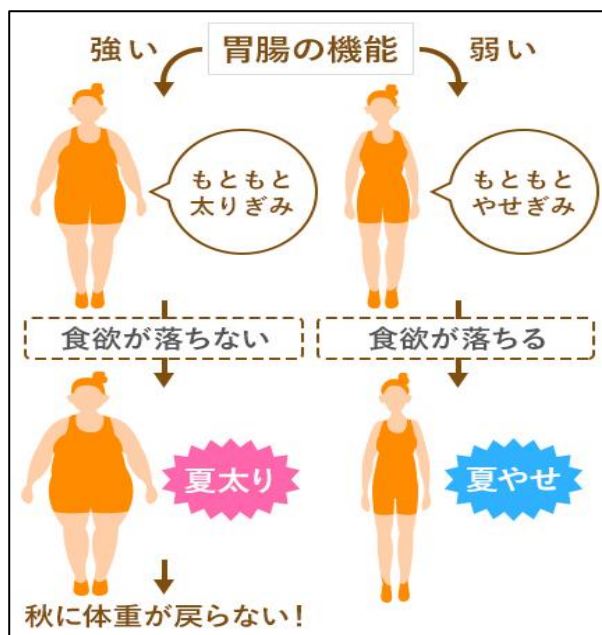 強い
胃腸の機能
弱い
もともと
太りぎみ
もともと
やせぎみ
食欲が落ちない
食欲が落ちる
夏太り
夏やせ
秋に体重が戻らない！